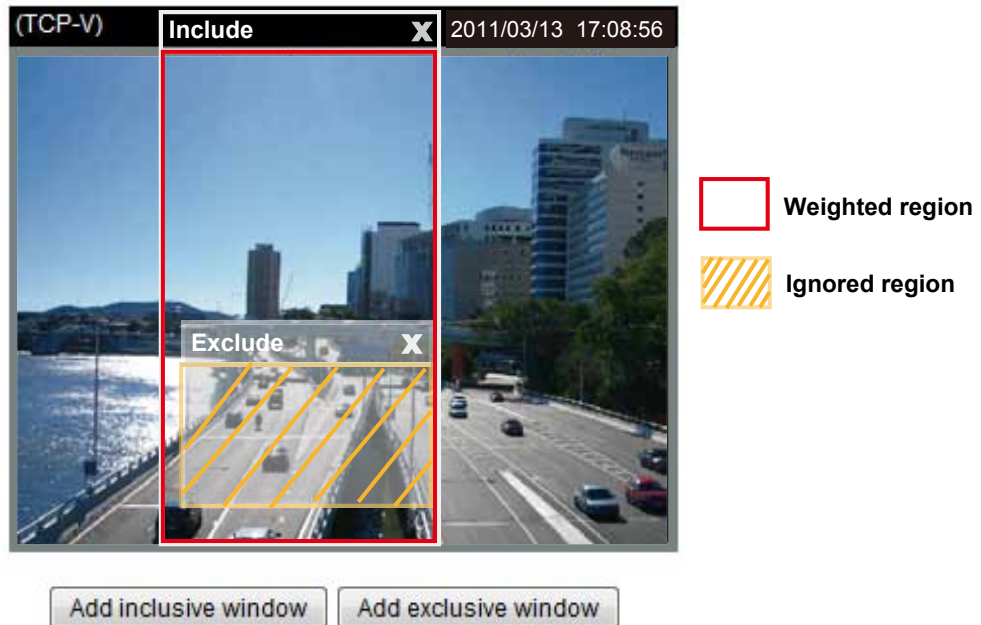 (TCP-V) Include X 2011/03/13 17:08:56
Exclude X
Weighted region
Ignored region
Add inclusive window Add exclusive window